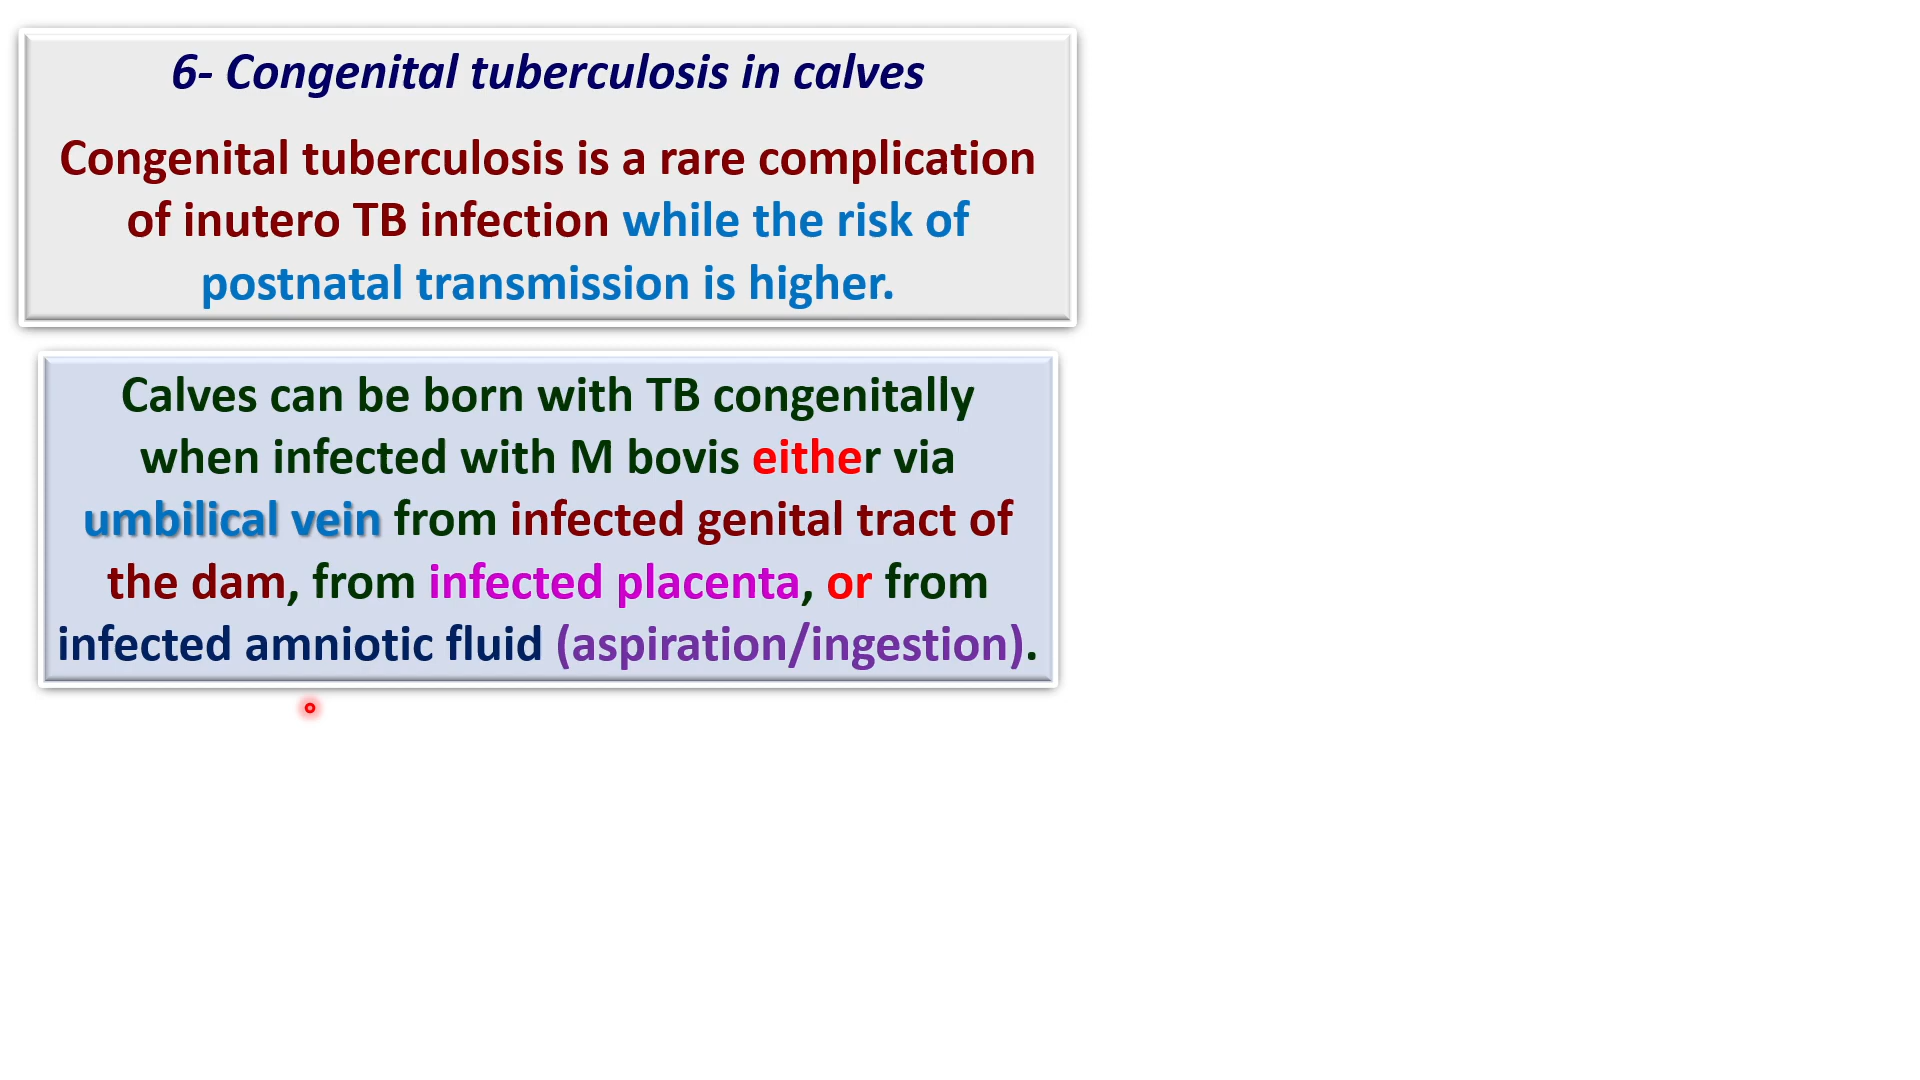 6- Congenital tuberculosis in calves
Congenital tuberculosis is a rare complication
of inutero TB infection while the risk of
postnatal transmission is higher.
Calves can be born with TB congenitally
when infected with M bovis either via
umbilical vein from infected genital tract of
the dam, from infected placenta, or from
infected amniotic fluid (aspiration/ingestion).